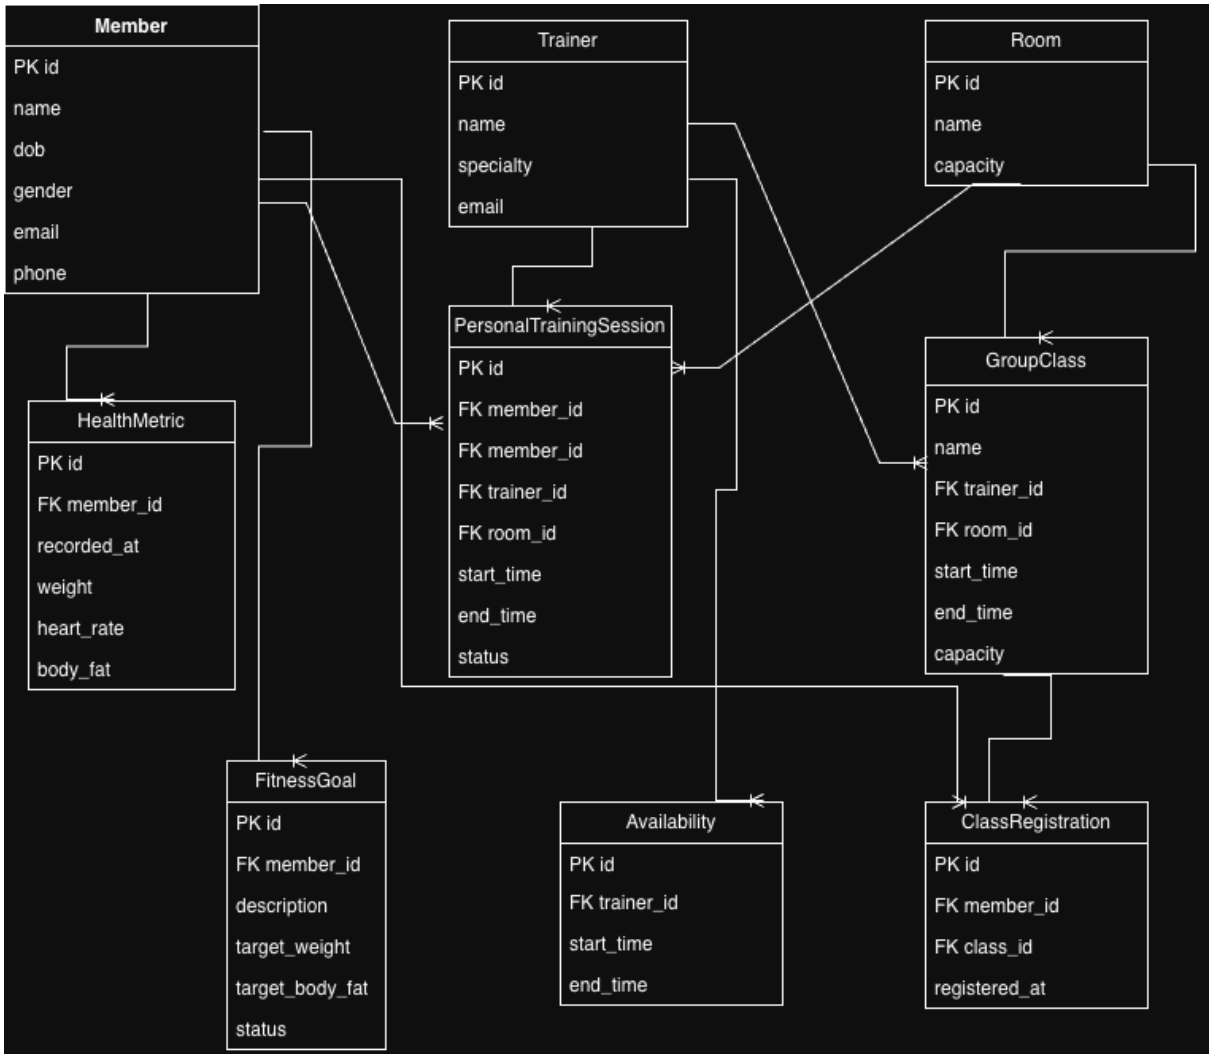 Member
PK id
name
dob
gender
email
phone
Trainer
PK id
name
specialty
email
Room
PK id
name
capacity
PersonalTrainingSession
PK id
FK member_id
FK member_id
FK trainer_id
FK room_id
start_time
end_time
status
GroupClass
PK id
name
FK trainer_id
FK room_id
start_time
end_time
capacity
HealthMetric
PK id
FK member_id
recorded_at
weight
heart_rate
body_fat
FitnessGoal
PK id
FK member_id
description
target_weight
target_body_fat
status
Availability
PK id
FK trainer_id
start_time
end_time
ClassRegistration
PK id
FK member_id
FK class_id
registered_at